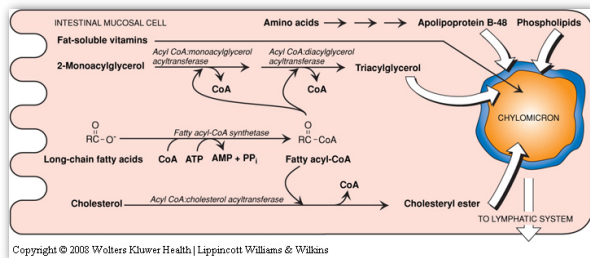 INTESTINAL MUCOSAL CELL
Amino acids
Apolipoprotein B-48
Phospholipids
Fat-soluble vitamins
Acyl CoA:monoacylglycerol
acyltransferase
Acyl CoA:diacylglycerol
acyltransferase
2-Monoacylglycerol
Triacylglycerol
CoA
CoA
CHYLOMICRON
O
RC-O-
Fatty acyl-CoA synthetase
O
RC-CoA
Long-chain fatty acids
CoA
ATP
AMP + PPi
Fatty acyl-CoA
CoA
Cholesterol
Acyl CoA:cholesterol acyltransferase
Cholesteryl ester
TO LYMPHATIC SYSTEM
Copyright © 2008 Wolters Kluwer Health | Lippincott Williams & Wilkins